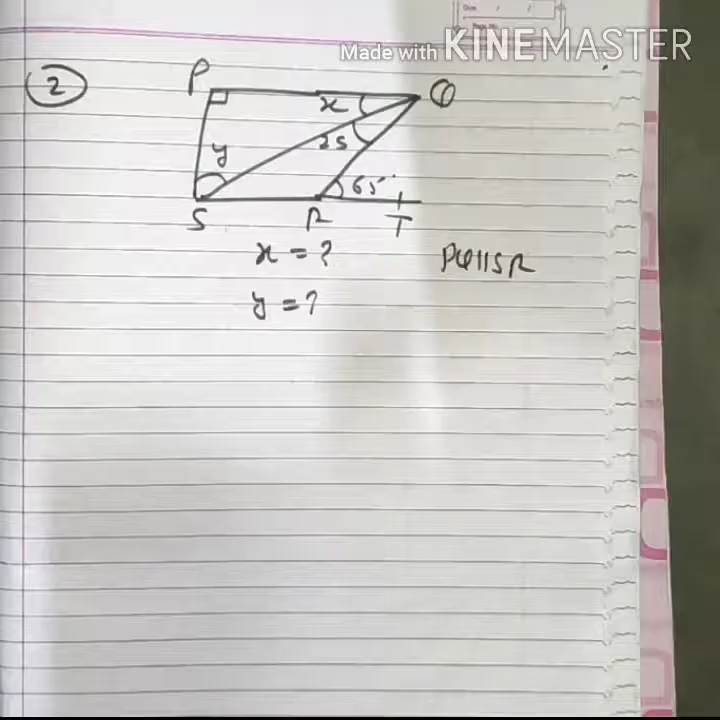 Made with KINEMASTER
2
P
Q
x
25
y
65°
S
R
T
x = ?
PQ || SR
y = ?